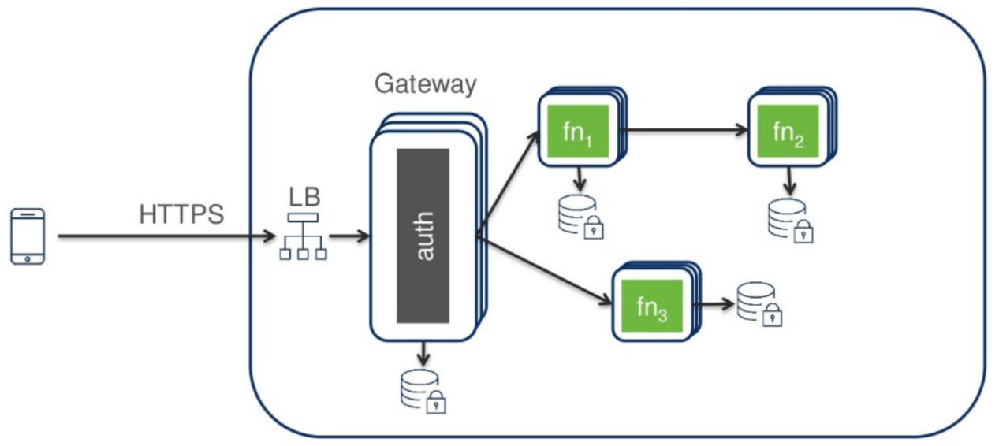 Gateway
fn1
fn2
LB
HTTPS
auth
fn3